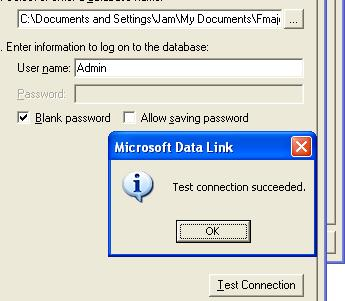 C:\Documents and Settings\Jam\My Documents\Fmaj
...
. Enter information to log on to the database:
User name: Admin
Password:
Blank password
Allow saving password
Microsoft Data Link
Test connection succeeded.
OK
Test Connection